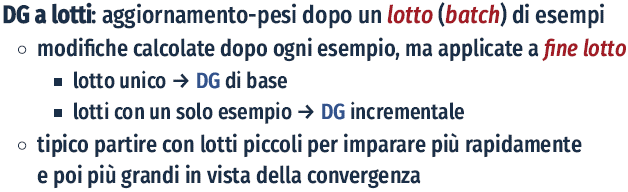 DG a lotti: aggiornamento-pesi dopo un lotto (batch) di esempi
○ modifiche calcolate dopo ogni esempio, ma applicate a fine lotto
▪ lotto unico → DG di base
▪ lotti con un solo esempio → DG incrementale
○ tipico partire con lotti piccoli per imparare più rapidamente
e poi più grandi in vista della convergenza